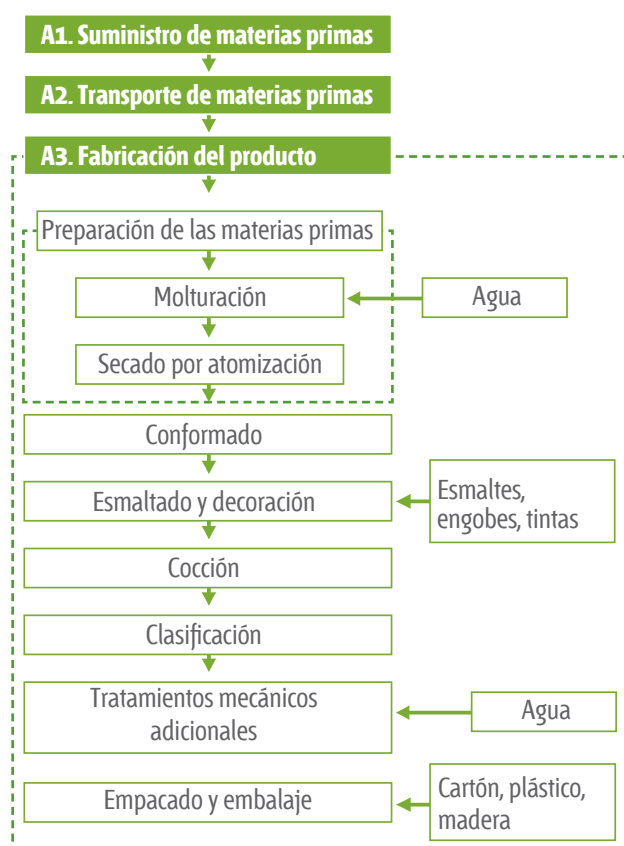 A1. Suministro de materias primas
A2. Transporte de materias primas
A3. Fabricación del producto
Preparación de las materias primas
Molturación
Agua
Secado por atomización
Conformado
Esmaltado y decoración
Esmaltes,
engobes, tintas
Cocción
Clasificación
Tratamientos mecánicos
adicionales
Agua
Empacado y embalaje
Cartón, plástico,
madera